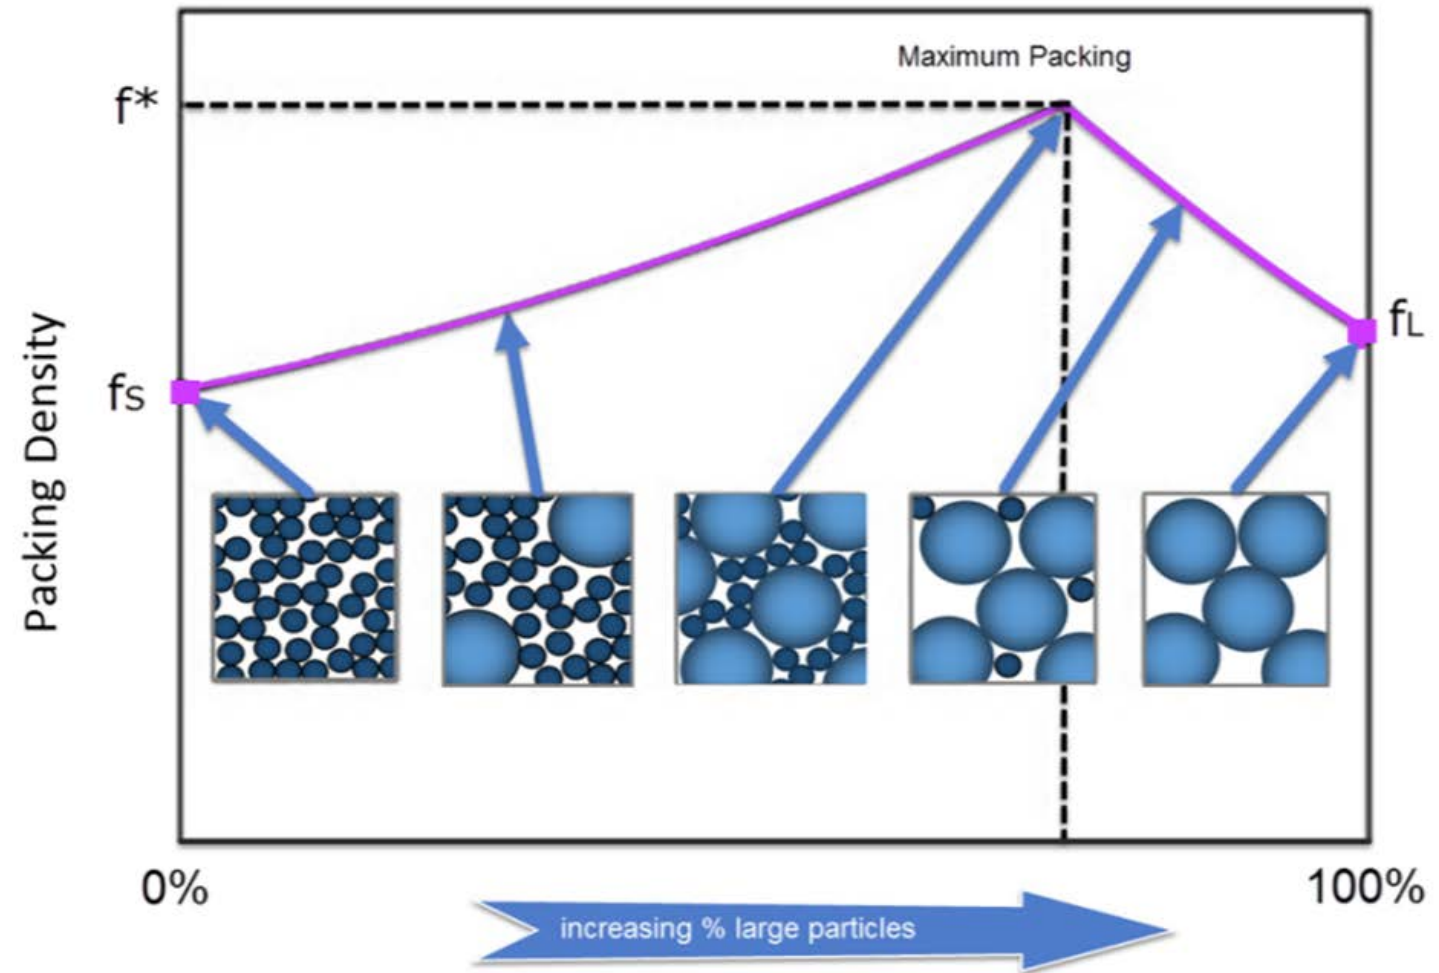 Maximum Packing
f*
fL
fS
Packing Density
0%
100%
increasing % large particles